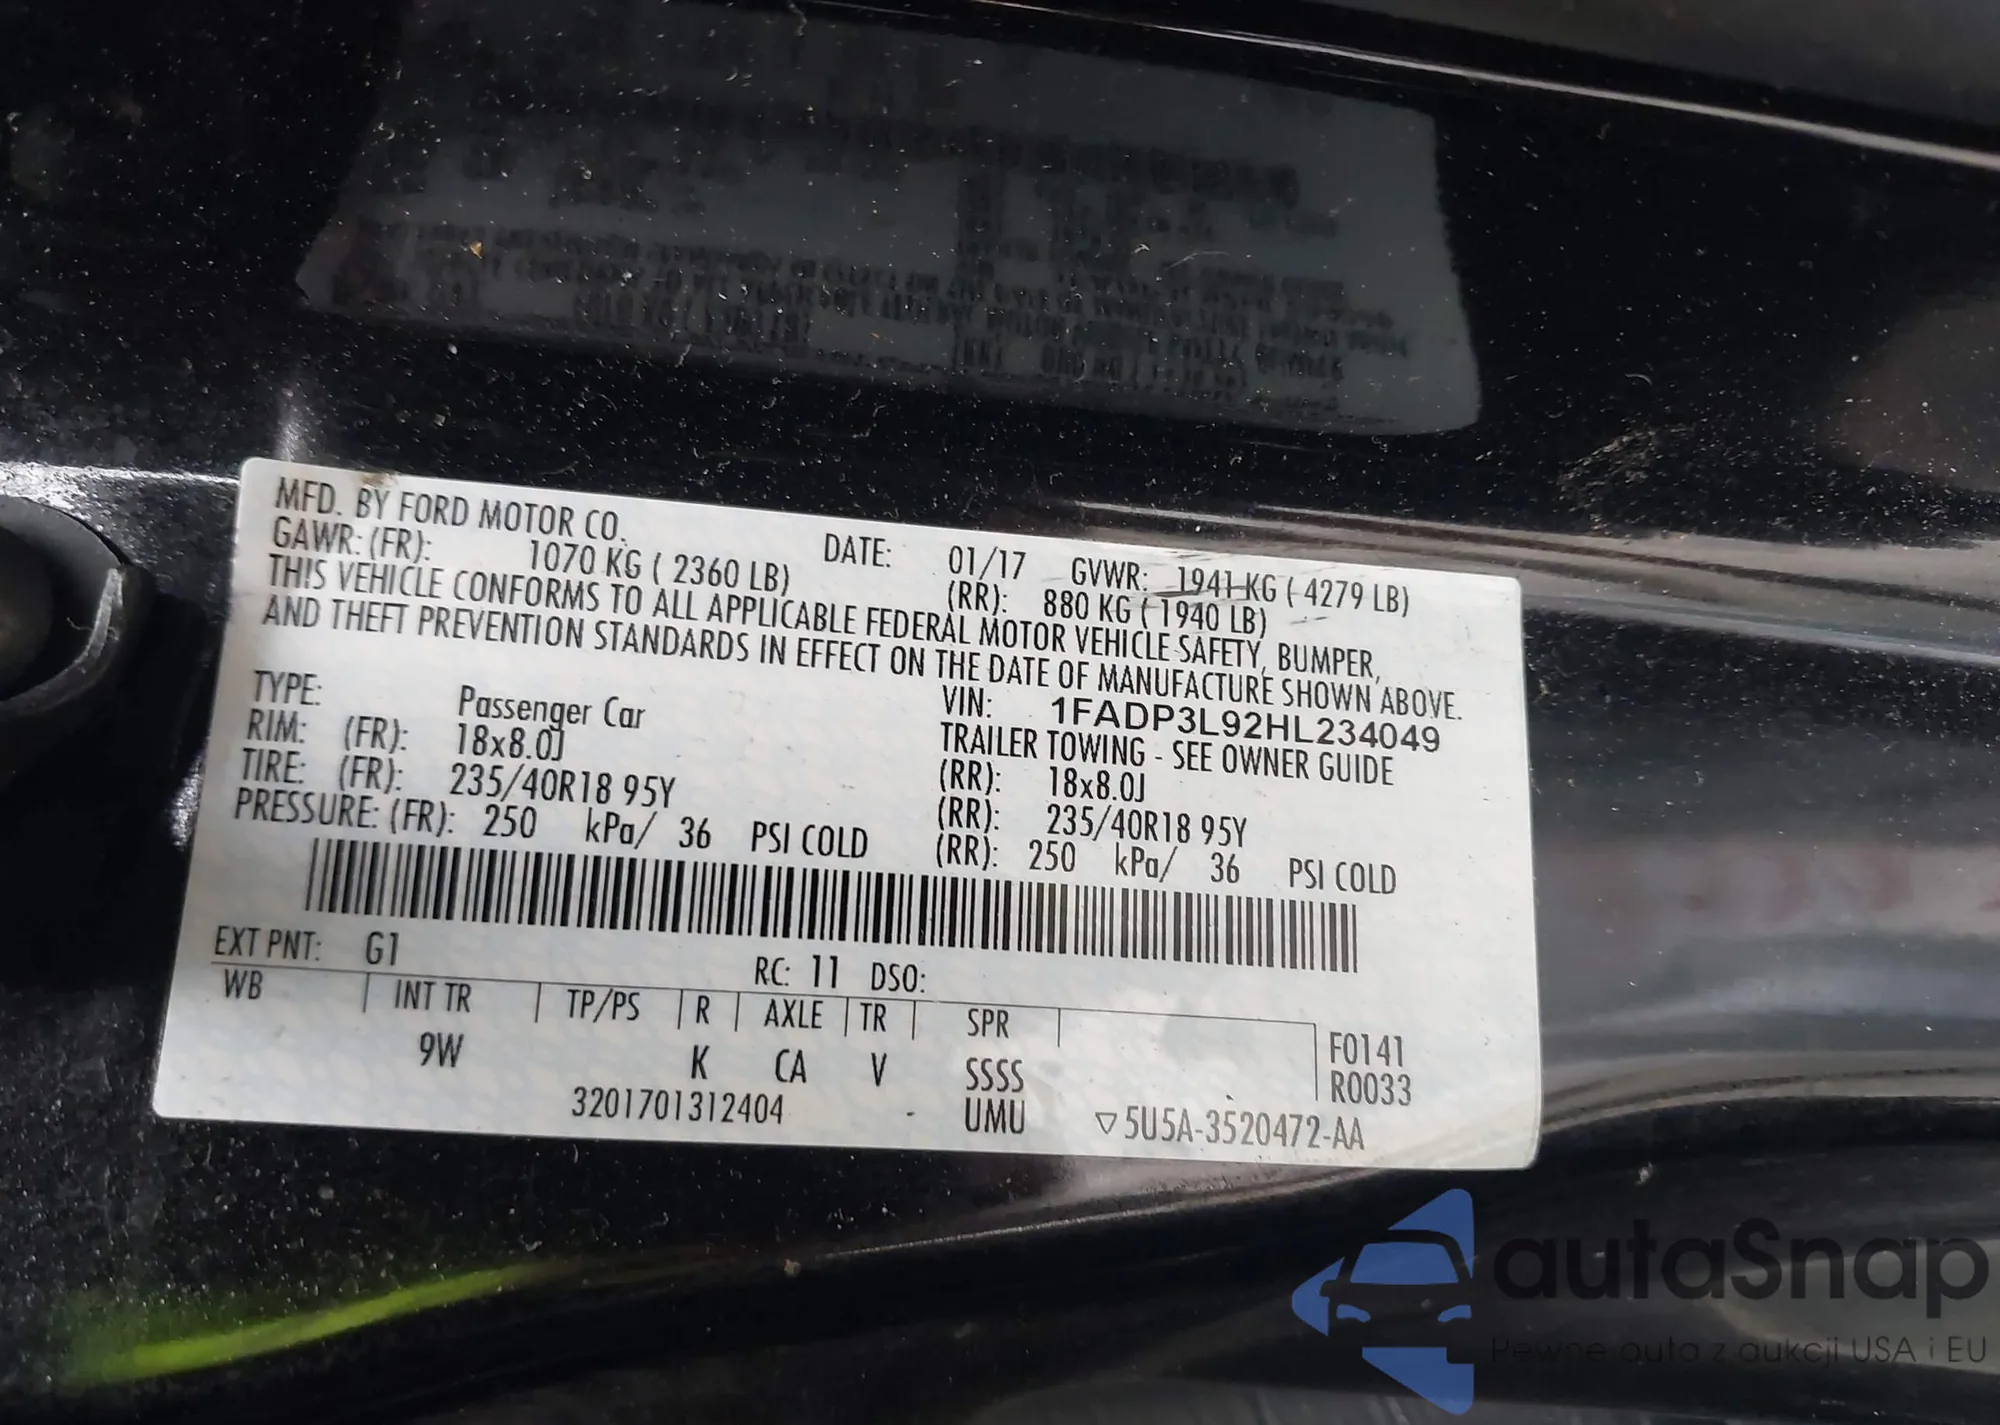 MFD. BY FORD MOTOR CO.
DATE: 01/17 GVWR: 1941 KG ( 4279 LB)
GAWR: (FR): 1070 KG ( 2360 LB) (RR): 880 KG ( 1940 LB)
THIS VEHICLE CONFORMS TO ALL APPLICABLE FEDERAL MOTOR VEHICLE SAFETY, BUMPER,
AND THEFT PREVENTION STANDARDS IN EFFECT ON THE DATE OF MANUFACTURE SHOWN ABOVE.
VIN: 1FADP3L92HL234049
TYPE: Passenger Car TRAILER TOWING - SEE OWNER GUIDE
RIM: (FR): 18x8.0J (RR): 18x8.0J
TIRE: (FR): 235/40R18 95Y (RR): 235/40R18 95Y
PRESSURE: (FR): 250 kPa/ 36 PSI COLD (RR): 250 kPa/ 36 PSI COLD
EXT PNT: G1 RC: 11 DSO:
WB INT TR TP/PS R AXLE TR SPR F0141
9W K CA V SSSS R0033
3201701312404 UMU ▽5U5A-3520472-AA
autaSnap
Pewne auta z aukcji USA i EU